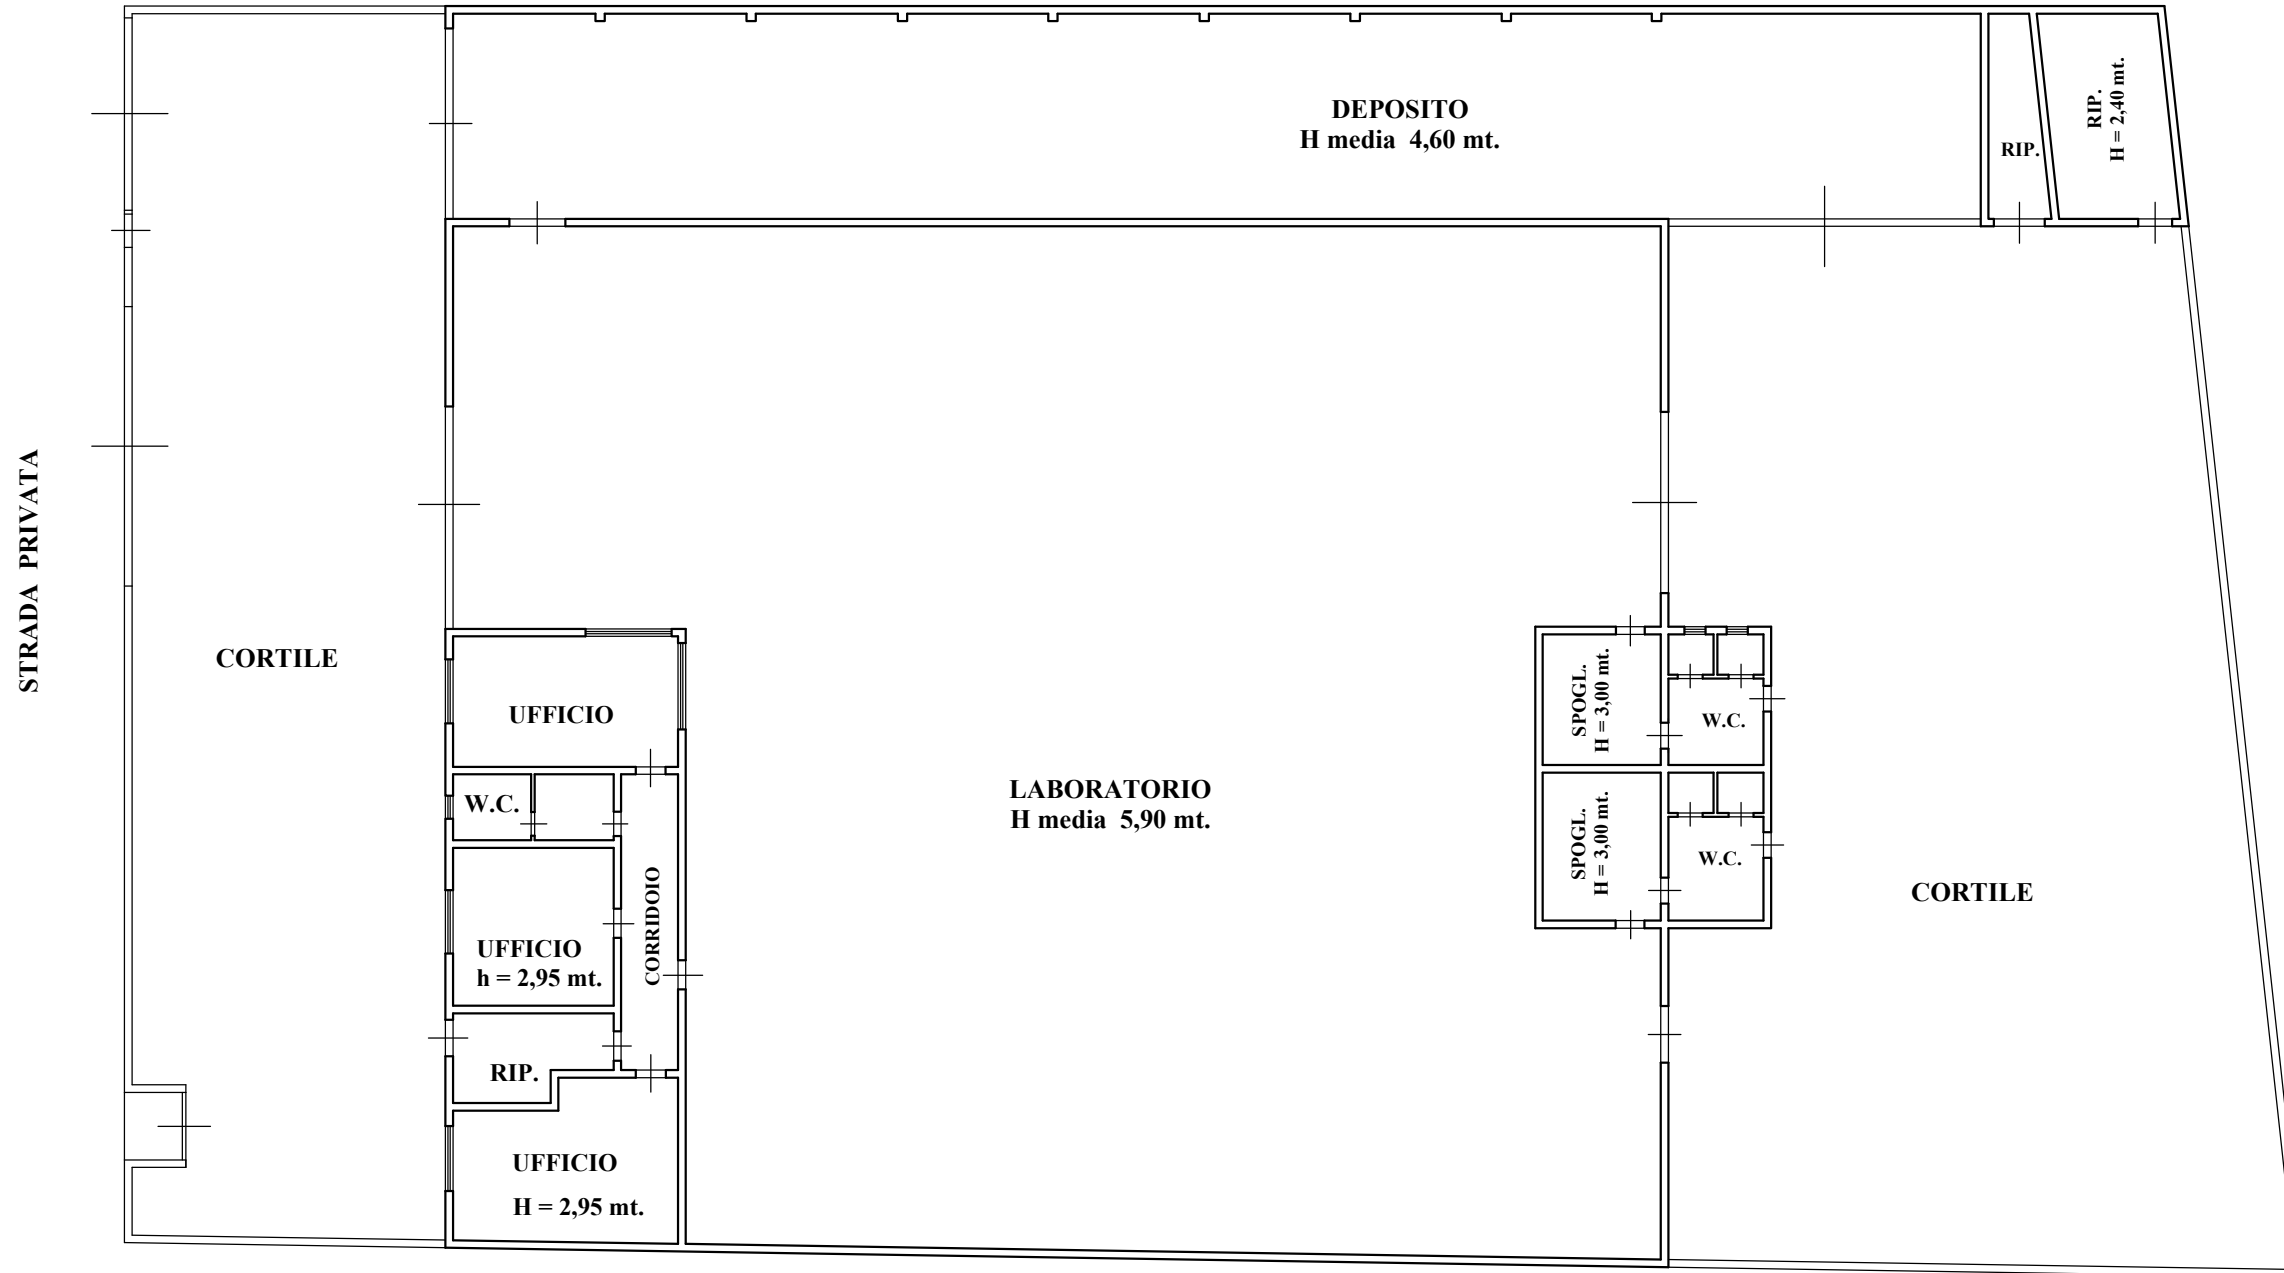 DEPOSITO
H media 4,60 mt.
RIP.
RIP.
H = 2,40 mt.
STRADA PRIVATA
CORTILE
UFFICIO
W.C.
UFFICIO
h = 2,95 mt.
CORRIDOIO
RIP.
UFFICIO
H = 2,95 mt.
LABORATORIO
H media 5,90 mt.
SPOGL.
H = 3,00 mt.
W.C.
SPOGL.
H = 3,00 mt.
W.C.
CORTILE